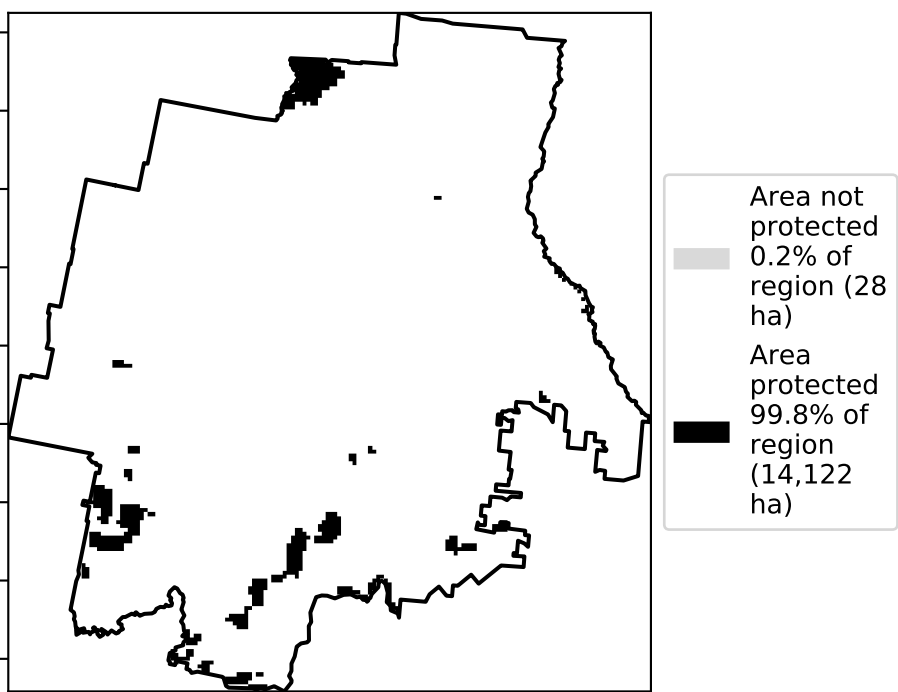 Area not
protected
0.2% of
region (28
ha)
Area
protected
99.8% of
region
(14,122
ha)